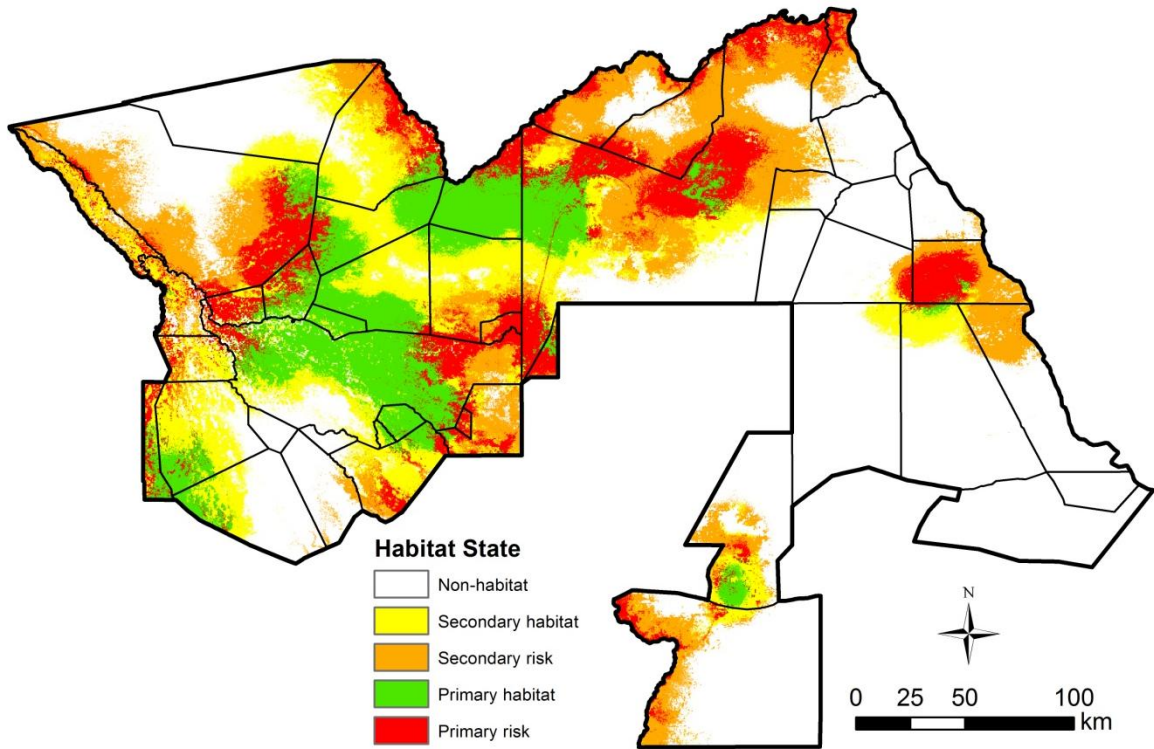 Habitat State
Non-habitat
Secondary habitat
Secondary risk
Primary habitat
Primary risk
N
0 25 50 100
km